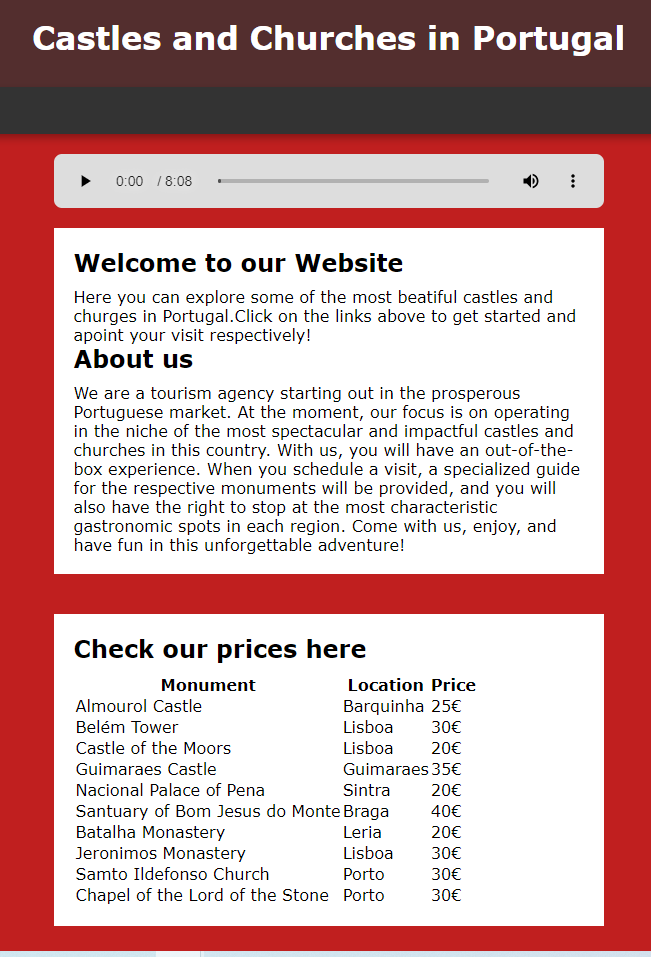 Castles and Churches in Portugal
0:00 / 8:08
Welcome to our Website
Here you can explore some of the most beatiful castles and
churges in Portugal.Click on the links above to get started and
apoint your visit respectively!
About us
We are a tourism agency starting out in the prosperous
Portuguese market. At the moment, our focus is on operating
in the niche of the most spectacular and impactful castles and
churches in this country. With us, you will have an out-of-the-
box experience. When you schedule a visit, a specialized guide
for the respective monuments will be provided, and you will
also have the right to stop at the most characteristic
gastronomic spots in each region. Come with us, enjoy, and
have fun in this unforgettable adventure!
Check our prices here
Monument Location Price
Almourol Castle Barquinha 25€
Belém Tower Lisboa 30€
Castle of the Moors Lisboa 20€
Guimaraes Castle Guimaraes 35€
Nacional Palace of Pena Sintra 20€
Santuary of Bom Jesus do Monte Braga 40€
Batalha Monastery Leria 20€
Jeronimos Monastery Lisboa 30€
Samto Ildefonso Church Porto 30€
Chapel of the Lord of the Stone Porto 30€